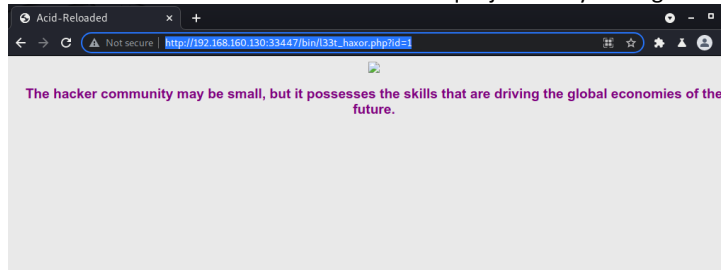 Acid-Reloaded
Not secure | http://192.168.160.130:33447/bin/l33t_haxor.php?id=1
The hacker community may be small, but it possesses the skills that are driving the global economies of the
future.